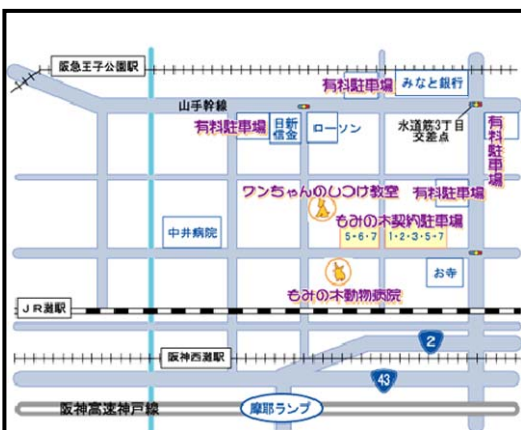 阪急王子公園駅
有料駐車場
みなと銀行
山手幹線
有料駐車場
日新
信金
ローソン
水道筋3丁目
交差点
有料駐車場
ワンちゃんのしつけ教室
有料駐車場
もみの木契約駐車場
5・6・7
1・2・3・5・7
中井病院
お寺
もみの木動物病院
JR灘駅
2
阪神西灘駅
43
阪神高速神戸線
摩耶ランプ